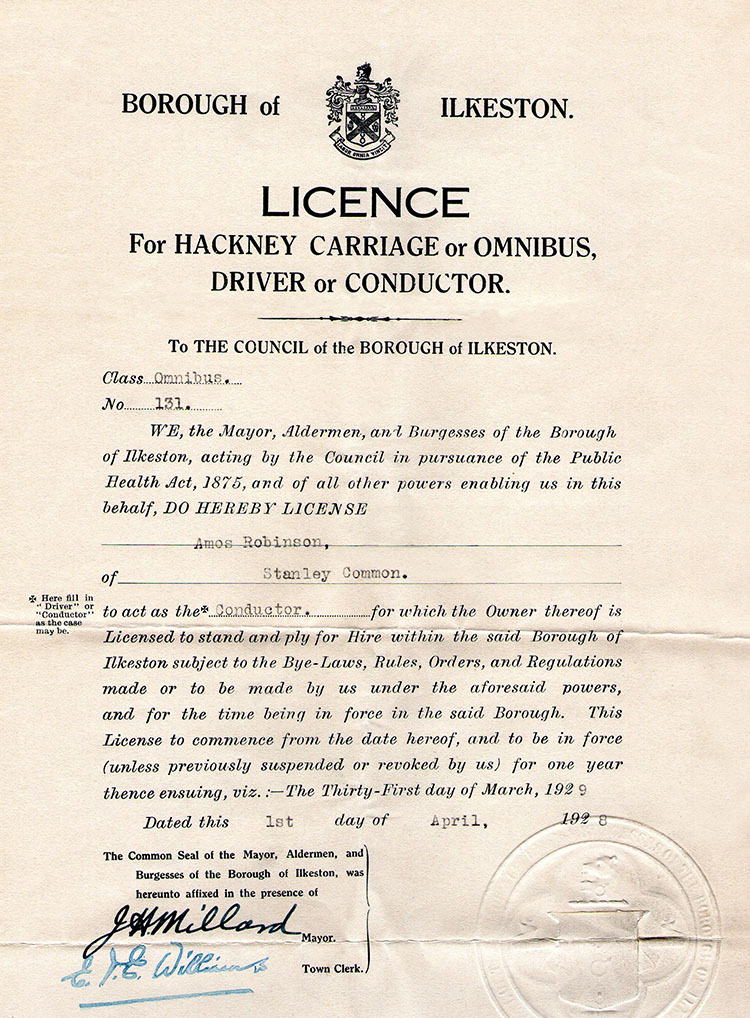 BOROUGH of ILKESTON.
LABOR OMNIA VINCIT
LICENCE
For HACKNEY CARRIAGE or OMNIBUS,
DRIVER or CONDUCTOR.
To THE COUNCIL of the BOROUGH of ILKESTON.
Class Omnibus.
No 131.
WE, the Mayor, Aldermen, and Burgesses of the Borough
of Ilkeston, acting by the Council in pursuance of the Public
Health Act, 1875, and of all other powers enabling us in this
behalf, DO HEREBY LICENSE
Amos Robinson,
of Stanley Common.
✠ Here fill in
"Driver" or
"Conductor"
as the case
may be.
to act as the✠ Conductor. for which the Owner thereof is
Licensed to stand and ply for Hire within the said Borough of
Ilkeston subject to the Bye-Laws, Rules, Orders, and Regulations
made or to be made by us under the aforesaid powers,
and for the time being in force in the said Borough. This
License to commence from the date hereof, and to be in force
(unless previously suspended or revoked by us) for one year
thence ensuing, viz.:—The Thirty-First day of March, 1929
Dated this 1st day of April, 1928
The Common Seal of the Mayor, Aldermen, and
Burgesses of the Borough of Ilkeston, was
hereunto affixed in the presence of
J H Millard
Mayor.
Williams
Town Clerk.